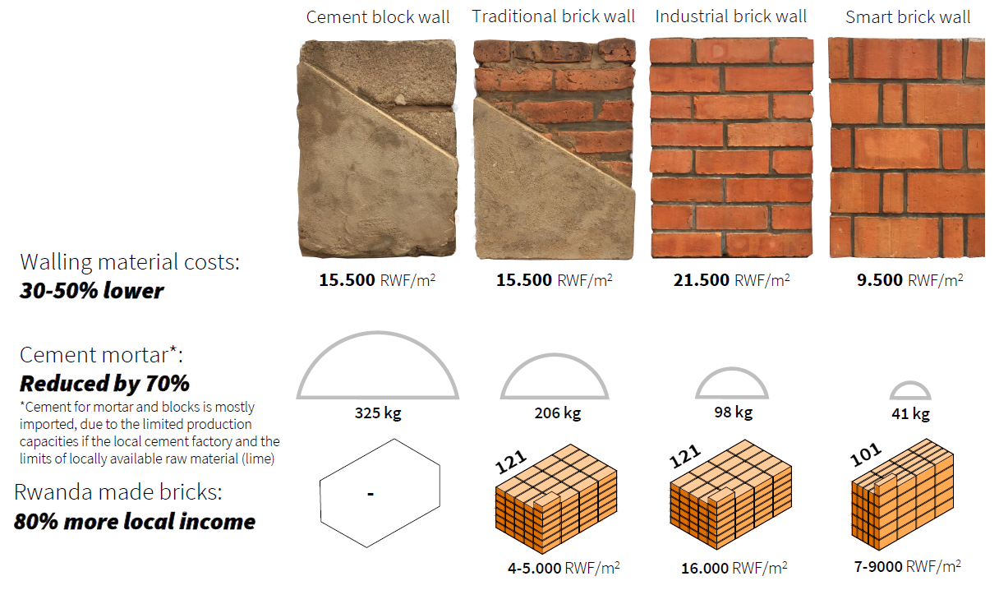 Cement block wall
Traditional brick wall
Industrial brick wall
Smart brick wall
Walling material costs:
30-50% lower
15.500 RWF/m²
15.500 RWF/m²
21.500 RWF/m²
9.500 RWF/m²
Cement mortar*:
Reduced by 70%
*Cement for mortar and blocks is mostly
imported, due to the limited production
capacities if the local cement factory and the
limits of locally available raw material (lime)
325 kg
206 kg
98 kg
41 kg
Rwanda made bricks:
80% more local income
-
121
121
101
4-5.000 RWF/m²
16.000 RWF/m²
7-9000 RWF/m²